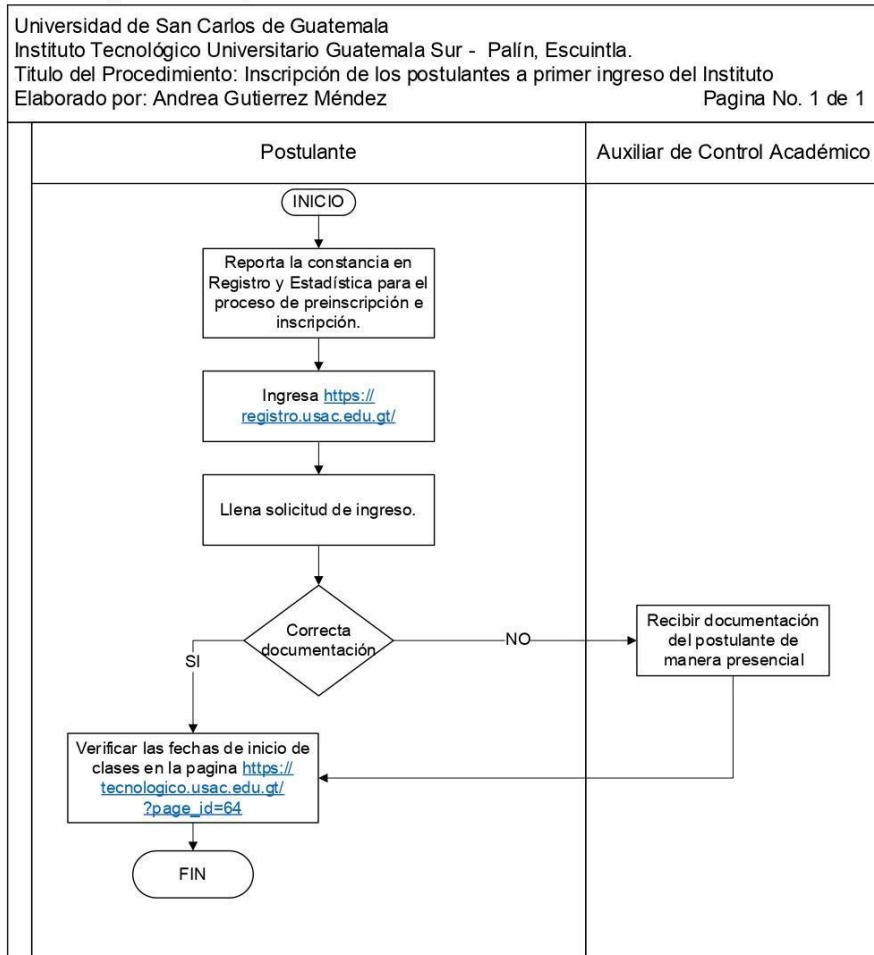 Universidad de San Carlos de Guatemala
Instituto Tecnológico Universitario Guatemala Sur - Palín, Escuintla.
Titulo del Procedimiento: Inscripción de los postulantes a primer ingreso del Instituto
Elaborado por: Andrea Gutierrez Méndez Pagina No. 1 de 1
Postulante
Auxiliar de Control Académico
INICIO
Reporta la constancia en
Registro y Estadística para el
proceso de preinscripción e
inscripción.
Ingresa https://
registro.usac.edu.gt/
Llena solicitud de ingreso.
Correcta
documentación
SI
NO
Recibir documentación
del postulante de
manera presencial
Verificar las fechas de inicio de
clases en la pagina https://
tecnologico.usac.edu.gt/
?page_id=64
FIN